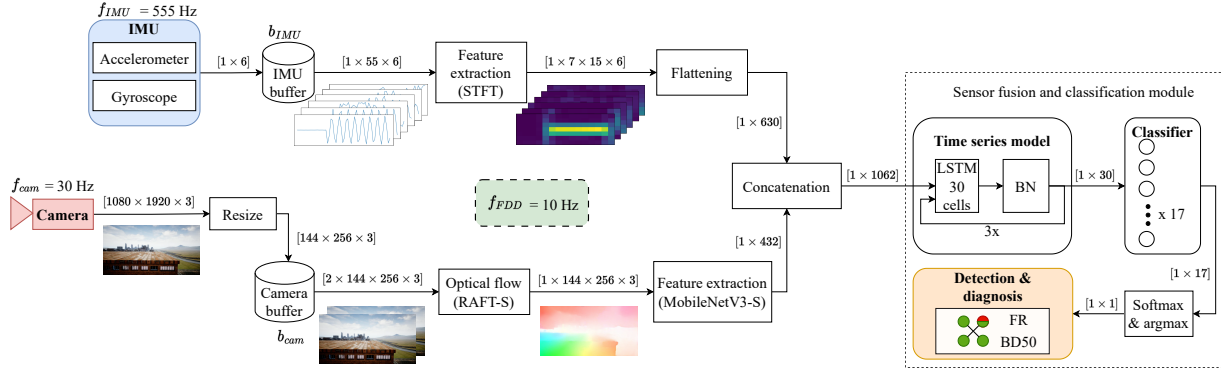 f_IMU = 555 Hz
IMU
Accelerometer
Gyroscope
[1 × 6]
b_IMU
IMU
buffer
[1 × 55 × 6]
Feature
extraction
(STFT)
[1 × 7 × 15 × 6]
Flattening
[1 × 630]
f_cam = 30 Hz
Camera
[1080 × 1920 × 3]
Resize
[144 × 256 × 3]
Camera
buffer
b_cam
[2 × 144 × 256 × 3]
Optical flow
(RAFT-S)
[1 × 144 × 256 × 3]
Feature extraction
(MobileNetV3-S)
[1 × 432]
f_FDD = 10 Hz
Concatenation
[1 × 1062]
Sensor fusion and classification module
Time series model
LSTM
30
cells
BN
3x
[1 × 30]
Classifier
x 17
[1 × 17]
Softmax
& argmax
[1 × 1]
Detection &
diagnosis
FR
BD50